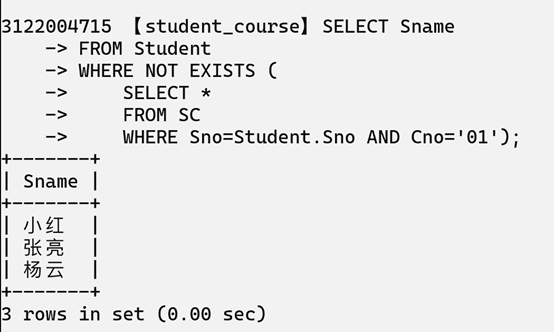 3122004715 【student_course】SELECT Sname
    -> FROM Student
    -> WHERE NOT EXISTS (
    ->     SELECT *
    ->     FROM SC
    ->     WHERE Sno=Student.Sno AND Cno='01');
+-------+
| Sname |
+-------+
| 小红  |
| 张亮  |
| 杨云  |
+-------+
3 rows in set (0.00 sec)